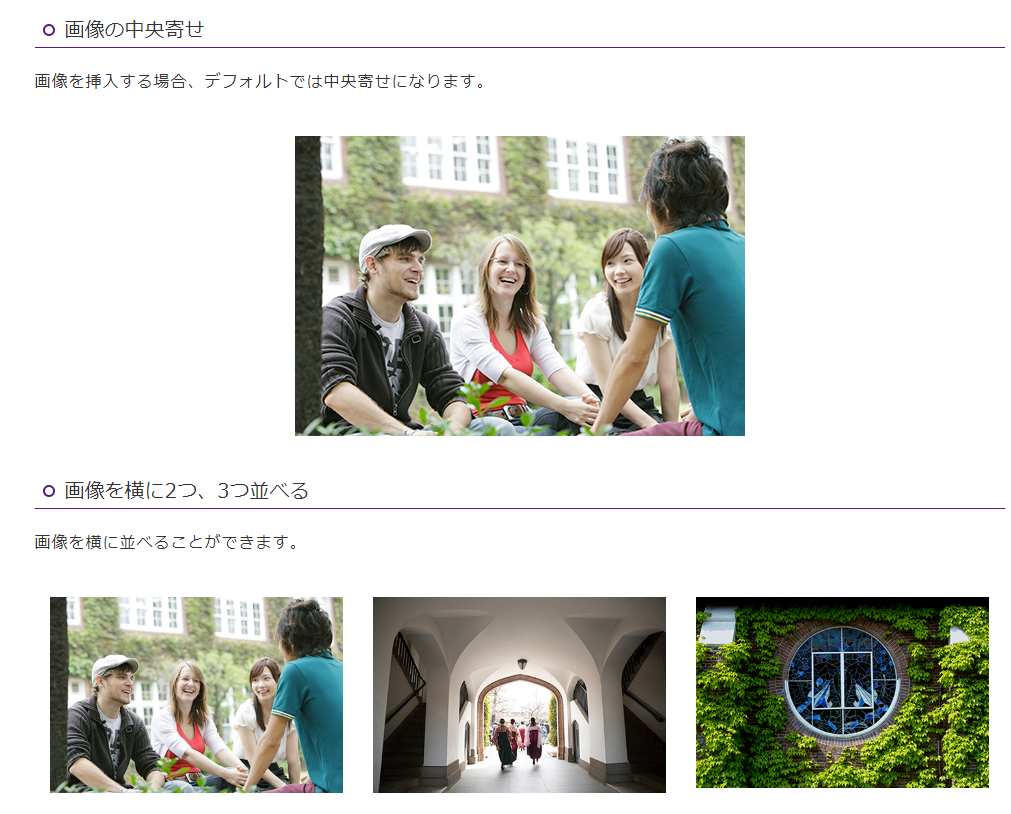 画像の中央寄せ
画像を挿入する場合、デフォルトでは中央寄せになります。
画像を横に2つ、3つ並べる
画像を横に並べることができます。